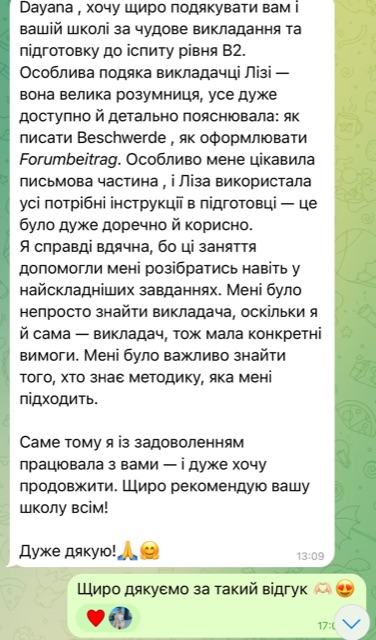 Dayana , хочу щиро подякувати вам і
вашій школі за чудове викладання та
підготовку до іспиту рівня B2.
Особлива подяка викладачці Лізі —
вона велика розумниця, усе дуже
доступно й детально пояснювала: як
писати Beschwerde , як оформлювати
Forumbeitrag. Особливо мене цікавила
письмова частина , і Ліза використала
усі потрібні інструкції в підготовці — це
було дуже доречно й корисно.
Я справді вдячна, бо ці заняття
допомогли мені розібратись навіть у
найскладніших завданнях. Мені було
непросто знайти викладача, оскільки я
й сама — викладач, тож мала конкретні
вимоги. Мені було важливо знайти
того, хто знає методику, яка мені
підходить.
Саме тому я із задоволенням
працювала з вами — і дуже хочу
продовжити. Щиро рекомендую вашу
школу всім!
Дуже дякую!🙏🤗
13:09
Щиро дякуємо за такий відгук 🫶🏻😍